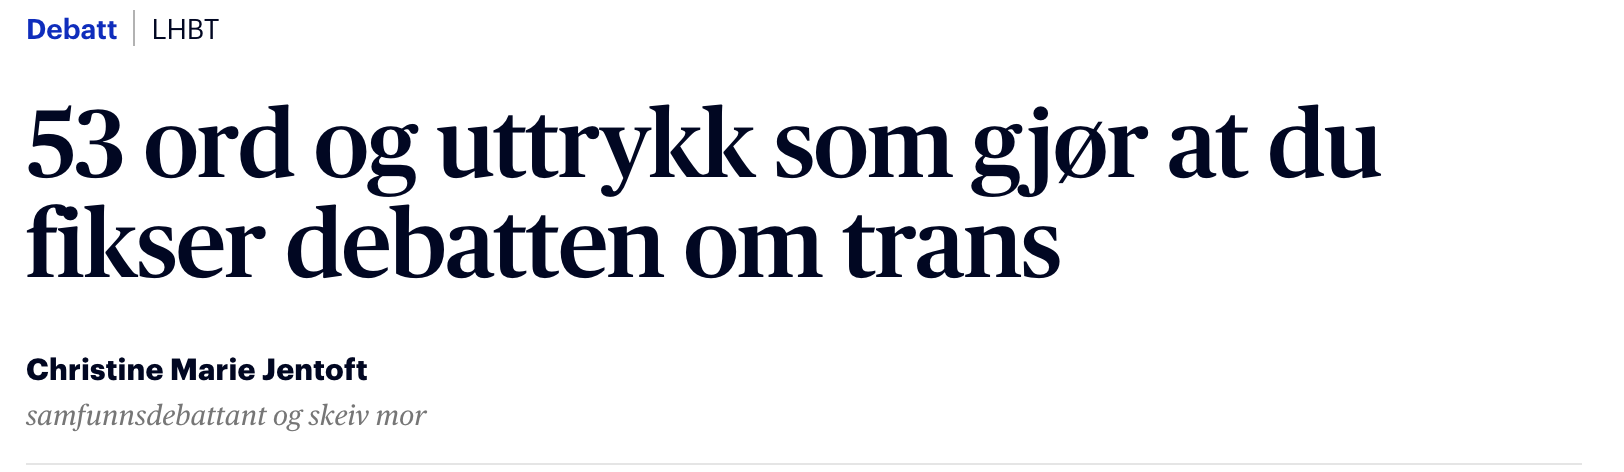 Debatt | LHBT
53 ord og uttrykk som gjør at du
fikser debatten om trans
Christine Marie Jentoft
samfunnsdebattant og skeiv mor